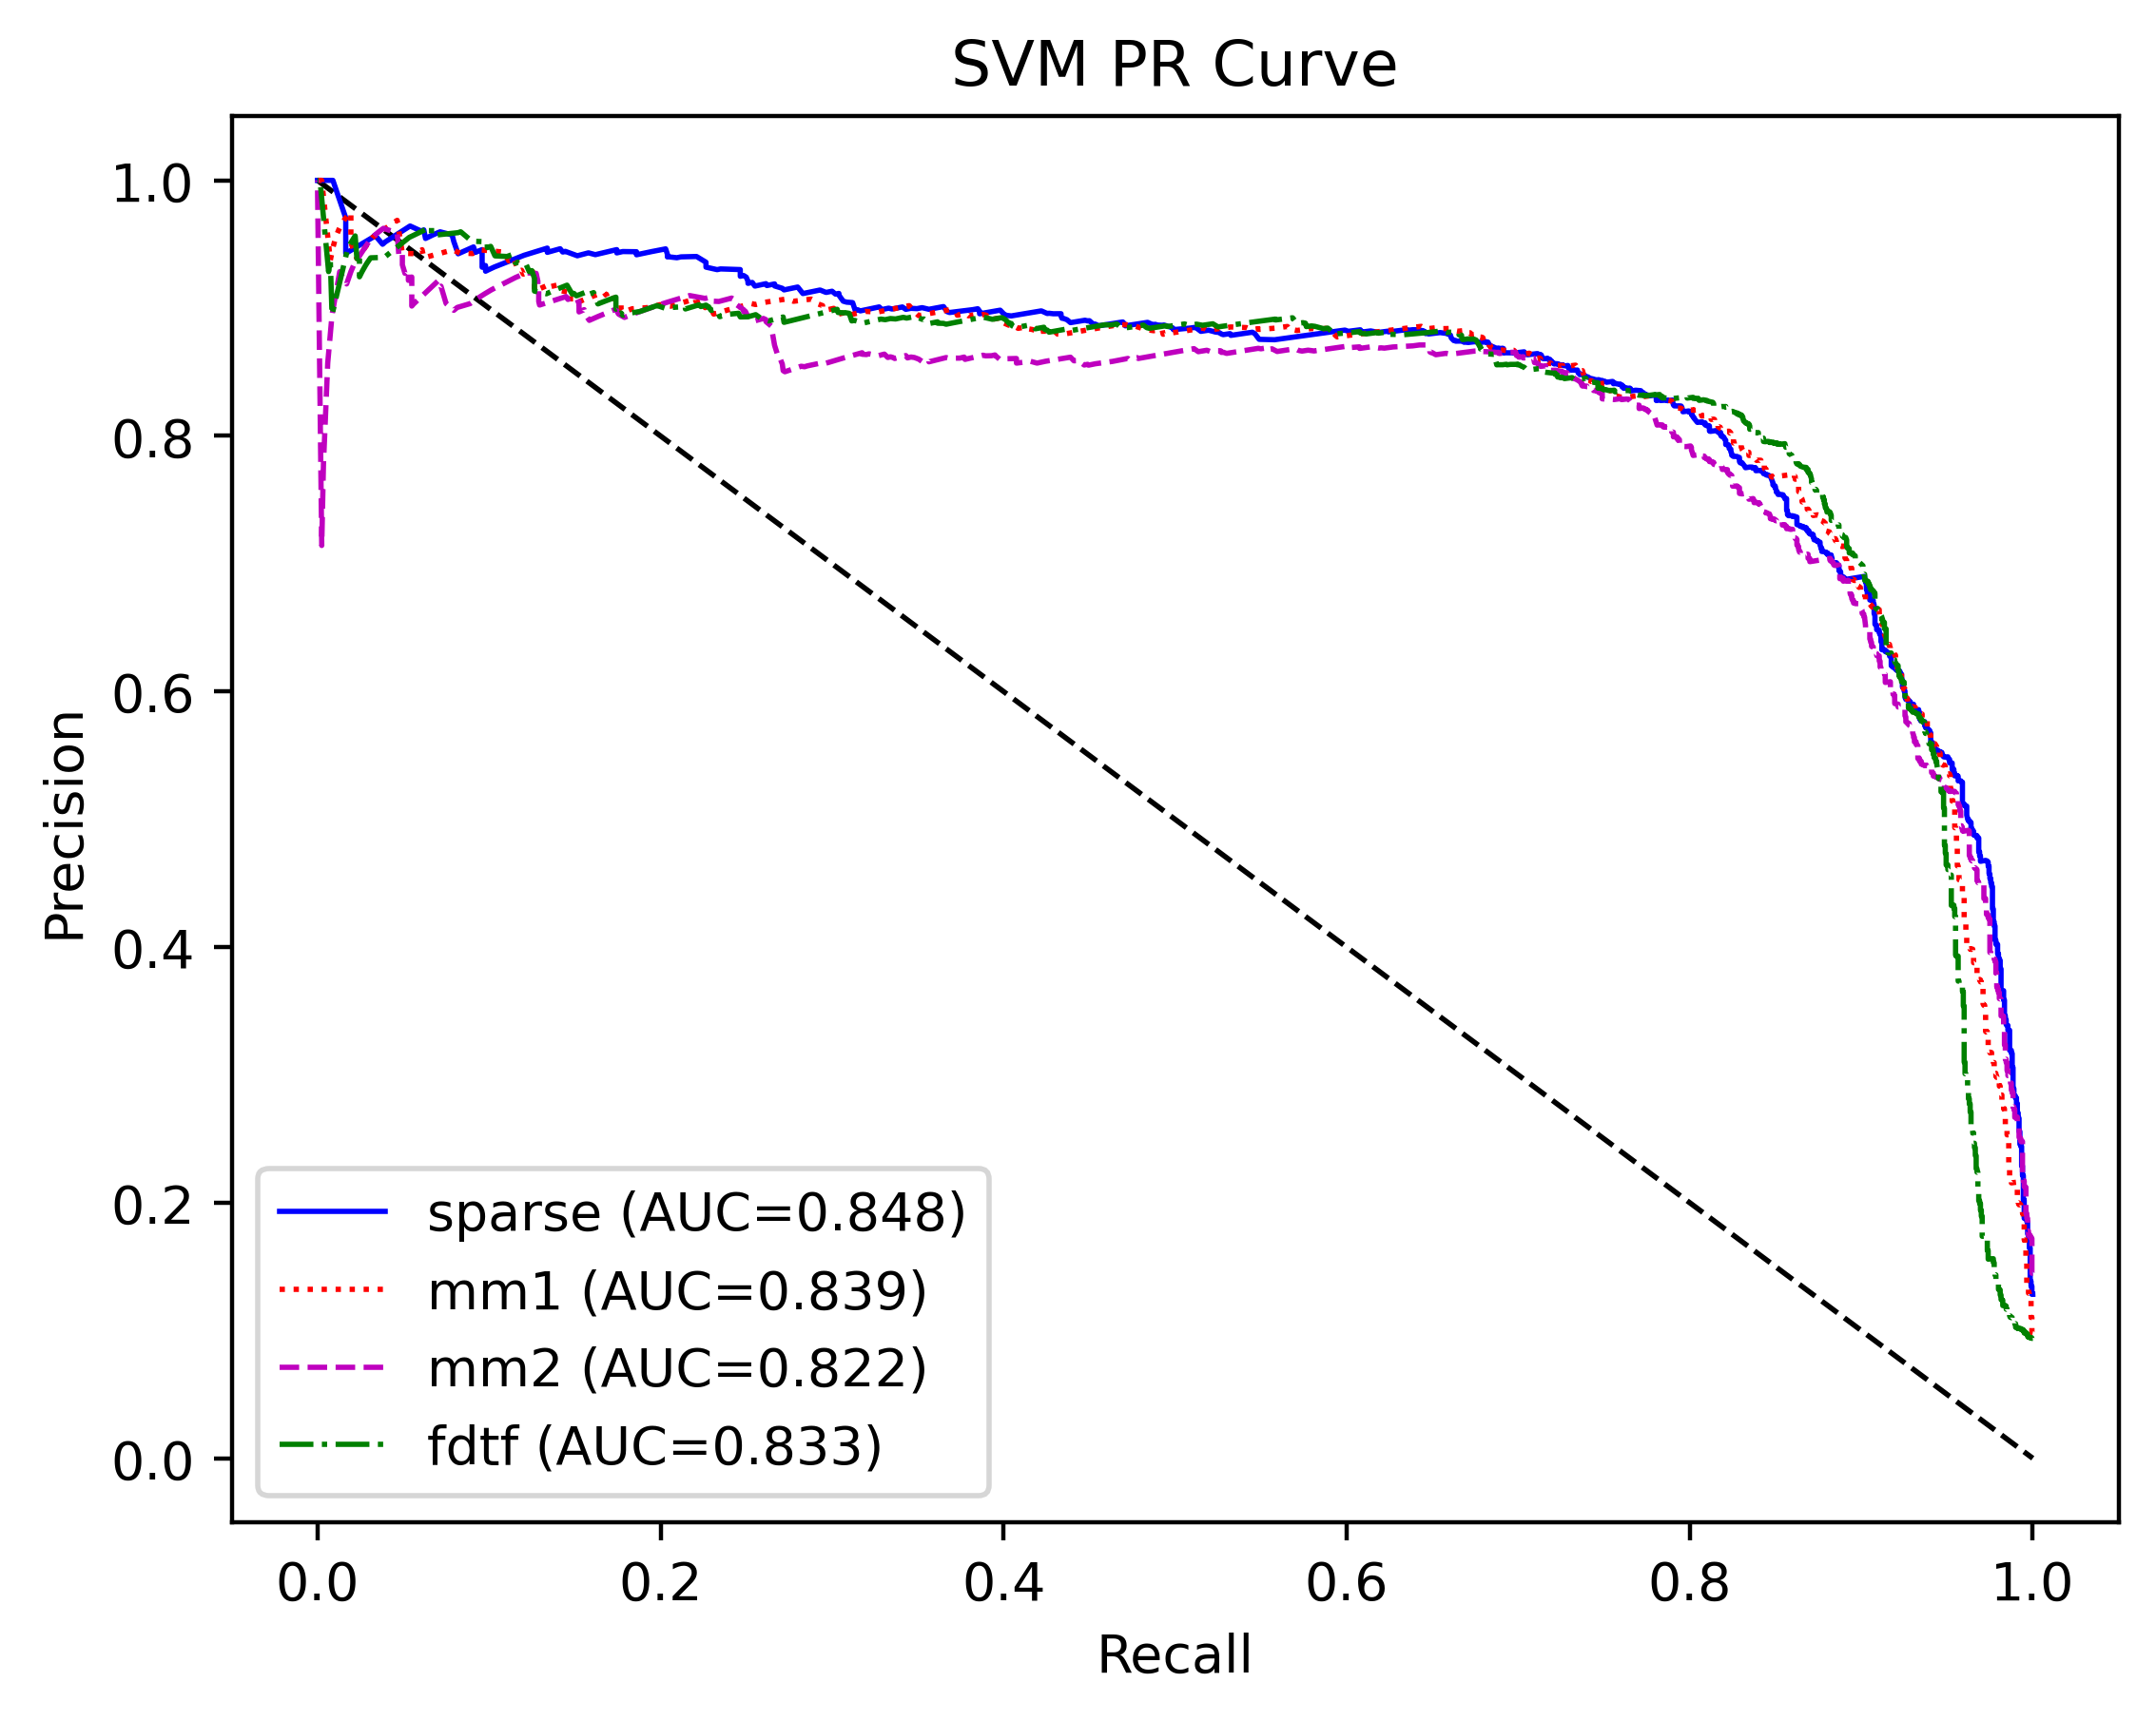 SVM PR Curve
Precision
1.0
0.8
0.6
0.4
0.2
0.0
sparse (AUC=0.848)
mm1 (AUC=0.839)
mm2 (AUC=0.822)
fdtf (AUC=0.833)
0.0 0.2 0.4 0.6 0.8 1.0
Recall